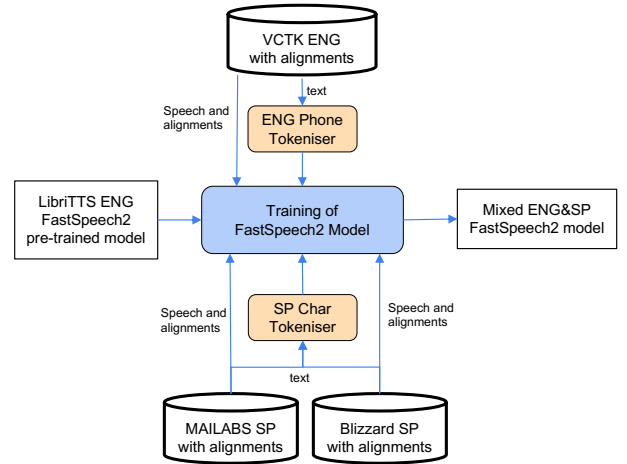 VCTK ENG
with alignments
text
Speech and
alignments
ENG Phone
Tokeniser
LibriTTS ENG
FastSpeech2
pre-trained model
Training of
FastSpeech2 Model
Mixed ENG&SP
FastSpeech2 model
Speech and
alignments
SP Char
Tokeniser
Speech and
alignments
text
MAILABS SP
with alignments
Blizzard SP
with alignments